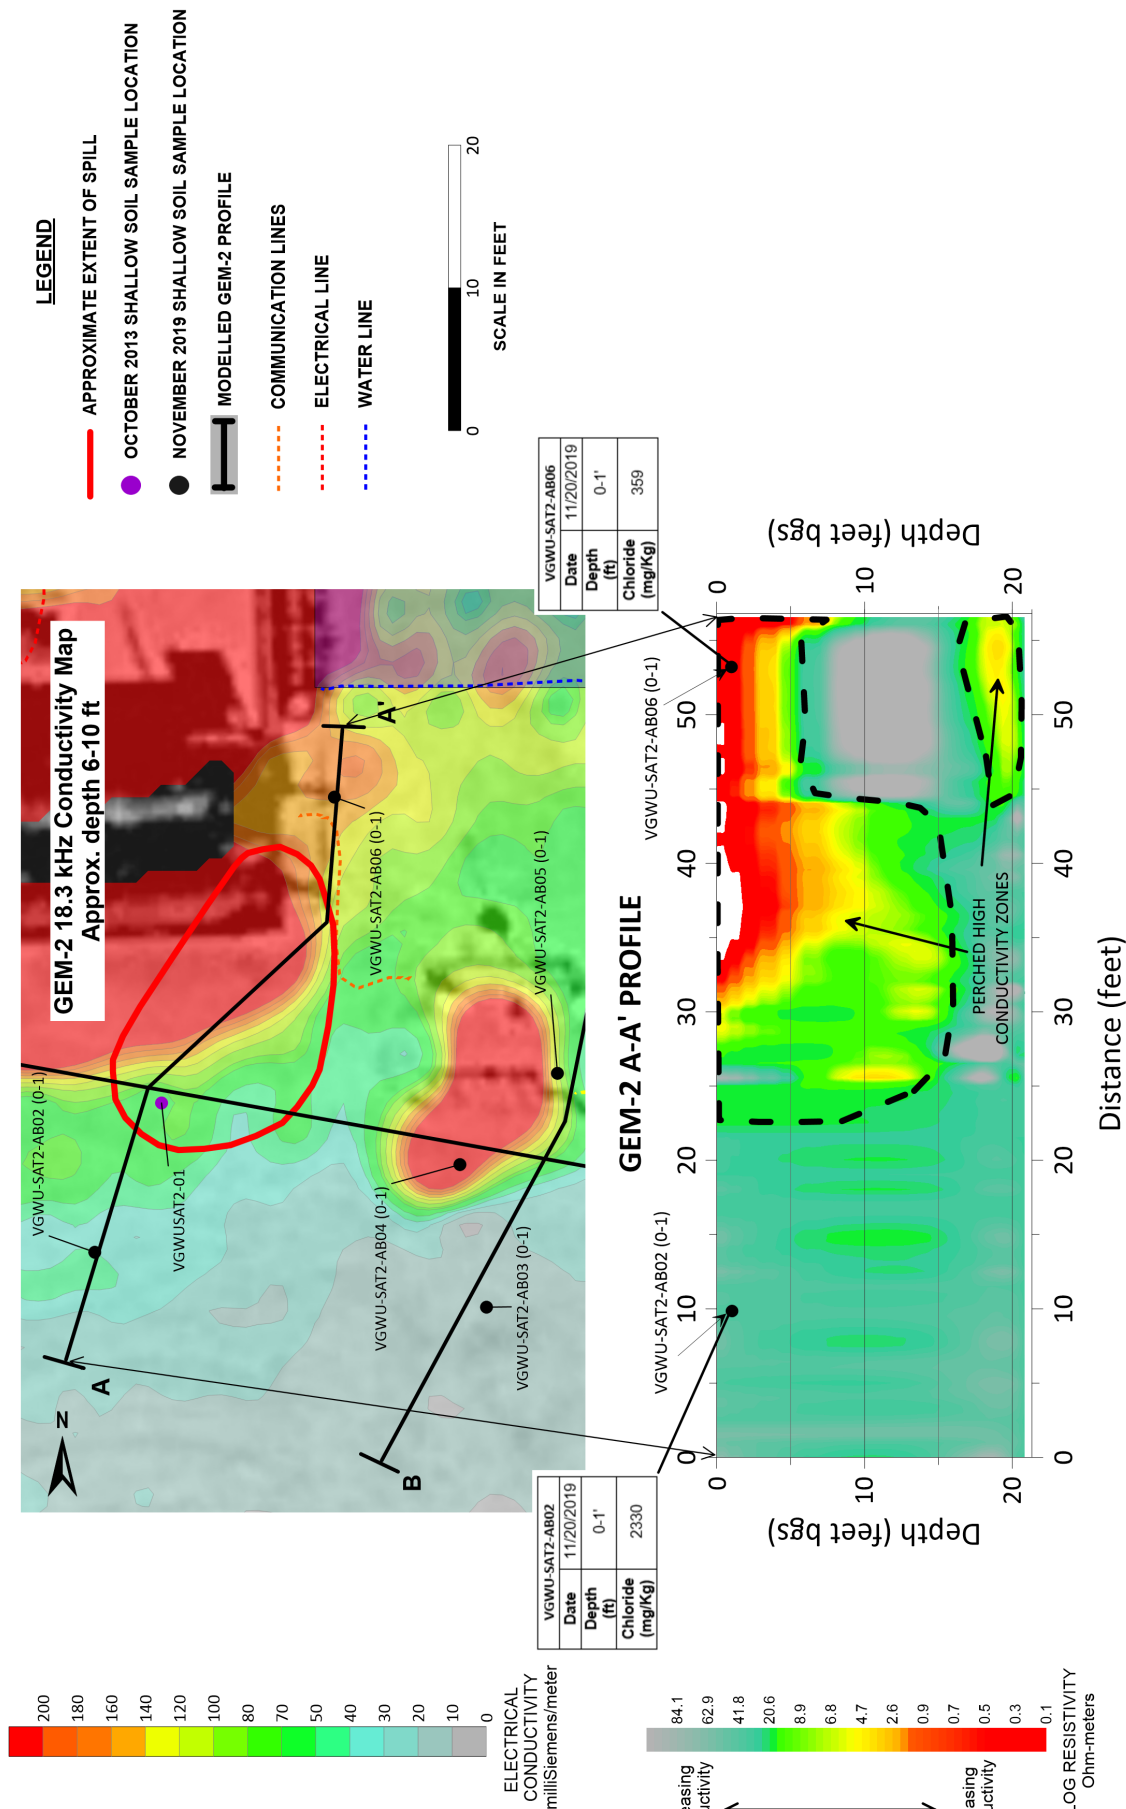 LEGEND
APPROXIMATE EXTENT OF SPILL
OCTOBER 2013 SHALLOW SOIL SAMPLE LOCATION
NOVEMBER 2019 SHALLOW SOIL SAMPLE LOCATION
MODELLED GEM-2 PROFILE
COMMUNICATION LINES
ELECTRICAL LINE
WATER LINE
0 10 20
SCALE IN FEET
GEM-2 18.3 kHz Conductivity Map
Approx. depth 6-10 ft
N
A
A'
B
VGWU-SAT2-AB02 (0-1)
VGWUSAT2-01
VGWU-SAT2-AB04 (0-1)
VGWU-SAT2-AB03 (0-1)
VGWU-SAT2-AB06 (0-1)
VGWU-SAT2-AB05 (0-1)
200
180
160
140
120
100
80
70
60
50
40
30
20
10
0
ELECTRICAL
CONDUCTIVITY
milliSiemens/meter
VGWU-SAT2-AB02
Date 11/20/2019
Depth (ft) 0-1'
Chloride (mg/Kg) 2330
VGWU-SAT2-AB06
Date 11/20/2019
Depth (ft) 0-1'
Chloride (mg/Kg) 359
GEM-2 A-A' PROFILE
VGWU-SAT2-AB02 (0-1)
VGWU-SAT2-AB06 (0-1)
PERCHED HIGH
CONDUCTIVITY ZONES
Depth (feet bgs)
0
10
20
Depth (feet bgs)
0
10
20
0 10 20 30 40 50
Distance (feet)
84.1
62.9
41.8
20.6
8.9
6.8
4.7
2.6
0.9
0.7
0.5
0.3
0.1
LOG RESISTIVITY
Ohm-meters
easing
uctivity
asing
uctivity